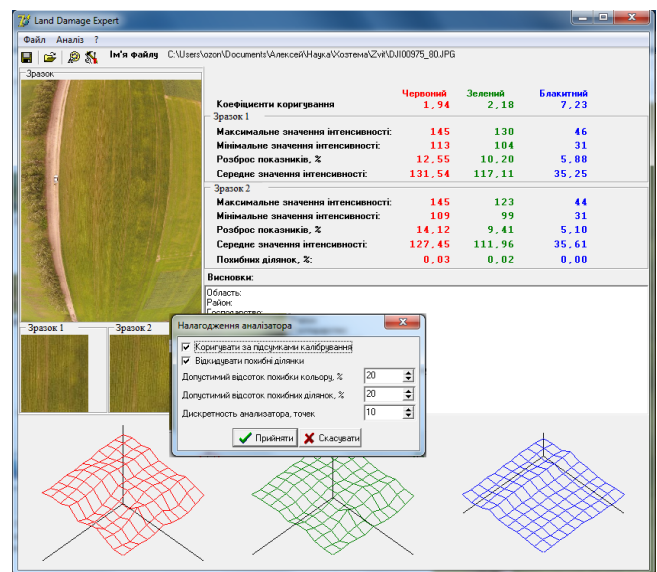 Land Damage Expert
Файл Аналіз ?
Ім'я файлу C:\Users\ozon\Documents\Алексей\Наука\Хозтема\Zvit\DJI00975_80.JPG
Зразок
Червоний Зелений Блакитний
Коефіциенти коригування 1,94 2,18 7,23
Зразок 1
Максимальне значення інтенсивності: 145 130 46
Мінімальне значення інтенсивності: 113 104 31
Розброс показників, % 12,55 10,20 5,88
Середнє значення інтенсивності: 131,54 117,11 35,25
Зразок 2
Максимальне значення інтенсивності: 145 123 44
Мінімальне значення інтенсивності: 109 99 31
Розброс показників, % 14,12 9,41 5,10
Середнє значення інтенсивності: 127,45 111,96 35,61
Похибних ділянок, %: 0,03 0,02 0,00
Висновки:
Область:
Район:
Господарство:
Зразок 1 Зразок 2
Налагодження аналізатора
Коригувати за підсумками калібрування
Відкидувати похибні ділянки
Допустимий відсоток похибки кольору, % 20
Допустимий відсоток похибних ділянок, % 20
Дискретность анализатора, точек 10
Прийняти Скасувати